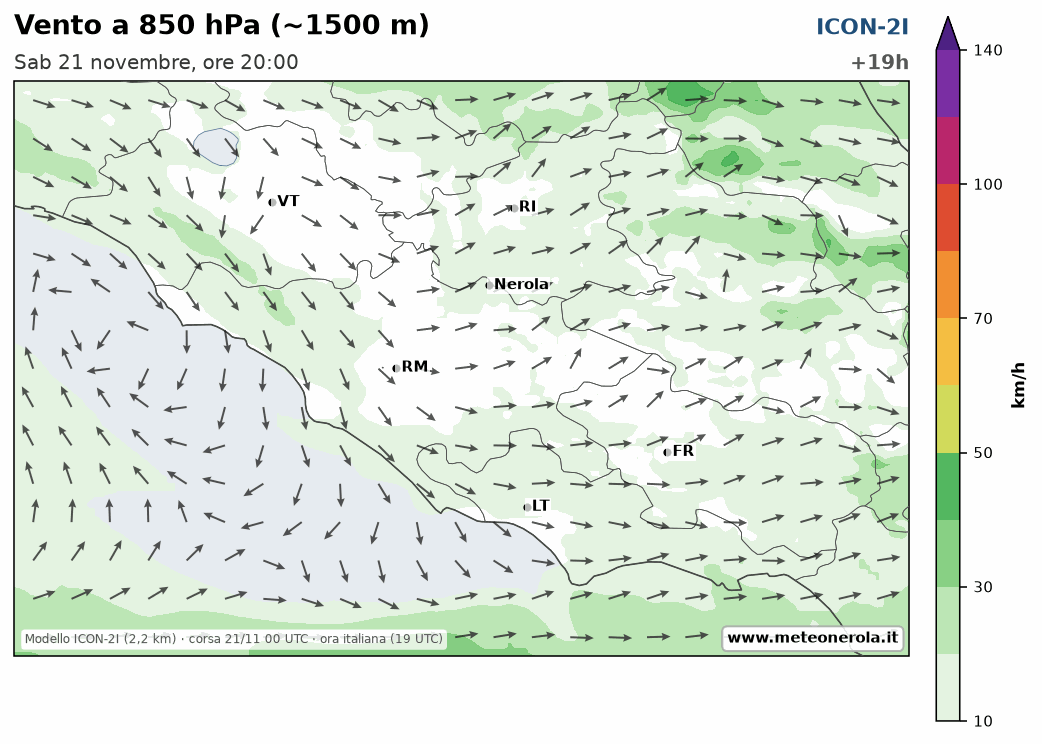 Vento a 850 hPa (~1500 m)
ICON-2I
Sab 21 novembre, ore 20:00
+19h
140
VT
100
RI
Nerola
70
RM
km/h
50
FR
LT
30
Modello ICON-2I (2,2 km) · corsa 21/11 00 UTC · ora italiana (19 UTC)
www.meteonerola.it
10